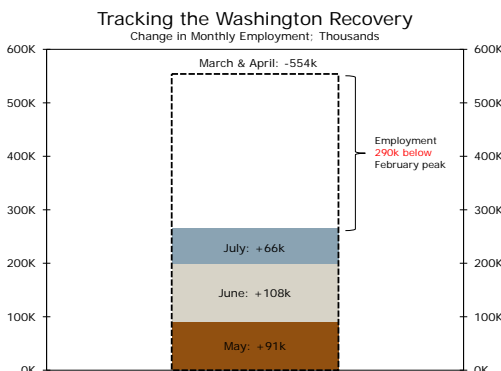 Tracking the Washington Recovery
Change in Monthly Employment; Thousands
600K
600K
March & April: -554k
500K
500K
Employment
290k below
February peak
400K
400K
300K
300K
July: +66k
200K
200K
June: +108k
100K
100K
May: +91k
0K
0K